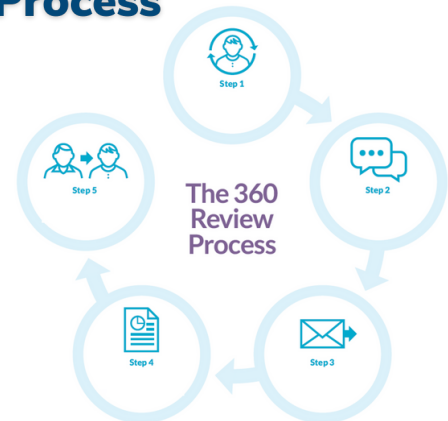 Process
Step 1
Step 2
Step 5
The 360
Review
Process
Step 4
Step 3